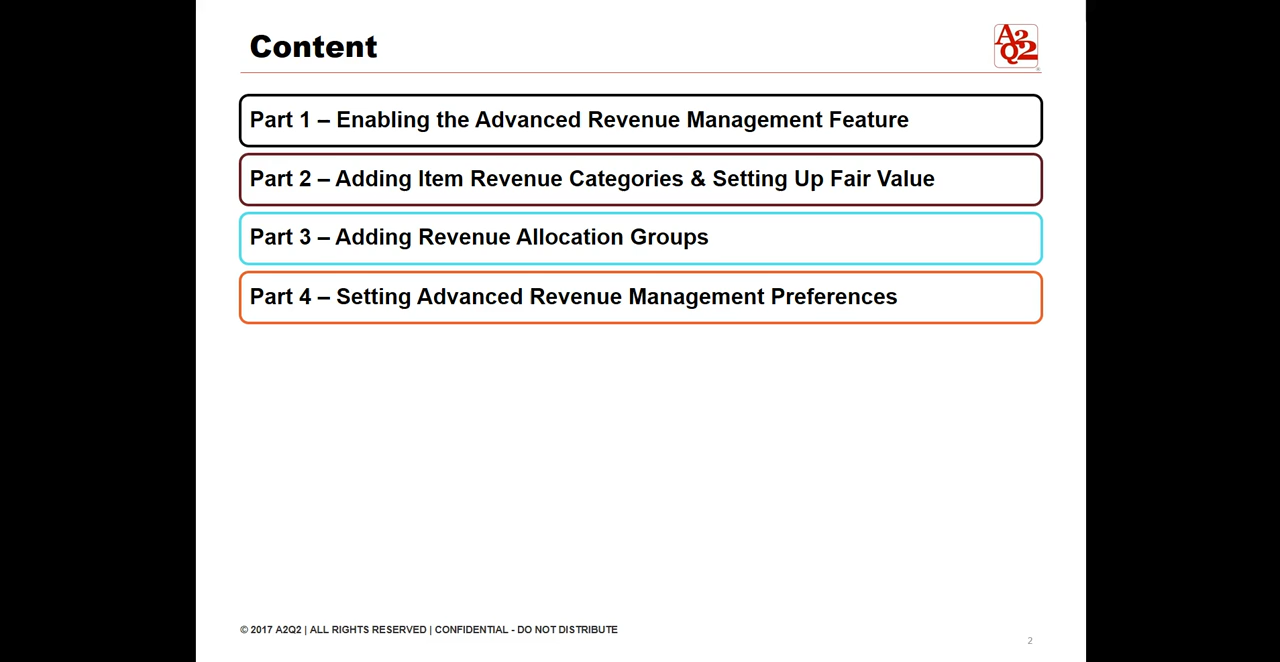 Content
A2
Q2
Part 1 – Enabling the Advanced Revenue Management Feature
Part 2 – Adding Item Revenue Categories & Setting Up Fair Value
Part 3 – Adding Revenue Allocation Groups
Part 4 – Setting Advanced Revenue Management Preferences
© 2017 A2Q2 | ALL RIGHTS RESERVED | CONFIDENTIAL - DO NOT DISTRIBUTE
2